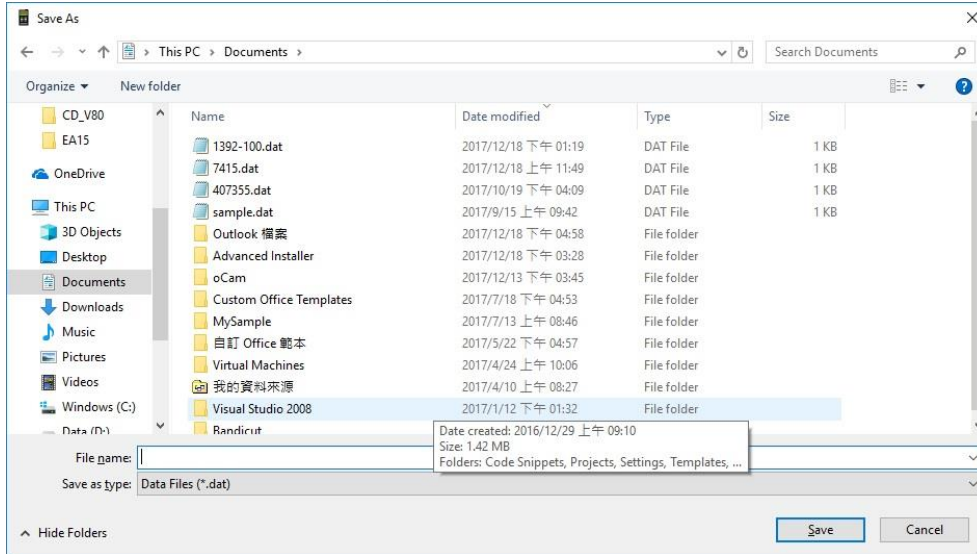 Save As
This PC > Documents >
Search Documents
Organize
New folder
CD_V80
EA15
OneDrive
This PC
3D Objects
Desktop
Documents
Downloads
Music
Pictures
Videos
Windows (C:)
Data (D:)
Name Date modified Type Size
1392-100.dat 2017/12/18 下午 01:19 DAT File 1 KB
7415.dat 2017/12/18 上午 11:49 DAT File 1 KB
407355.dat 2017/10/19 下午 04:09 DAT File 1 KB
sample.dat 2017/9/15 上午 09:42 DAT File 1 KB
Outlook 檔案 2017/12/18 下午 04:58 File folder
Advanced Installer 2017/12/18 下午 03:28 File folder
oCam 2017/12/13 下午 03:45 File folder
Custom Office Templates 2017/7/18 下午 04:53 File folder
MySample 2017/7/13 上午 08:46 File folder
自訂 Office 範本 2017/5/22 下午 04:57 File folder
Virtual Machines 2017/4/24 上午 10:06 File folder
我的資料來源 2017/4/10 上午 08:27 File folder
Visual Studio 2008 2017/1/12 下午 01:32 File folder
Bandicut
Date created: 2016/12/29 上午 09:10
Size: 1.42 MB
Folders: Code Snippets, Projects, Settings, Templates, ...
File name:
Save as type: Data Files (*.dat)
Hide Folders
Save
Cancel